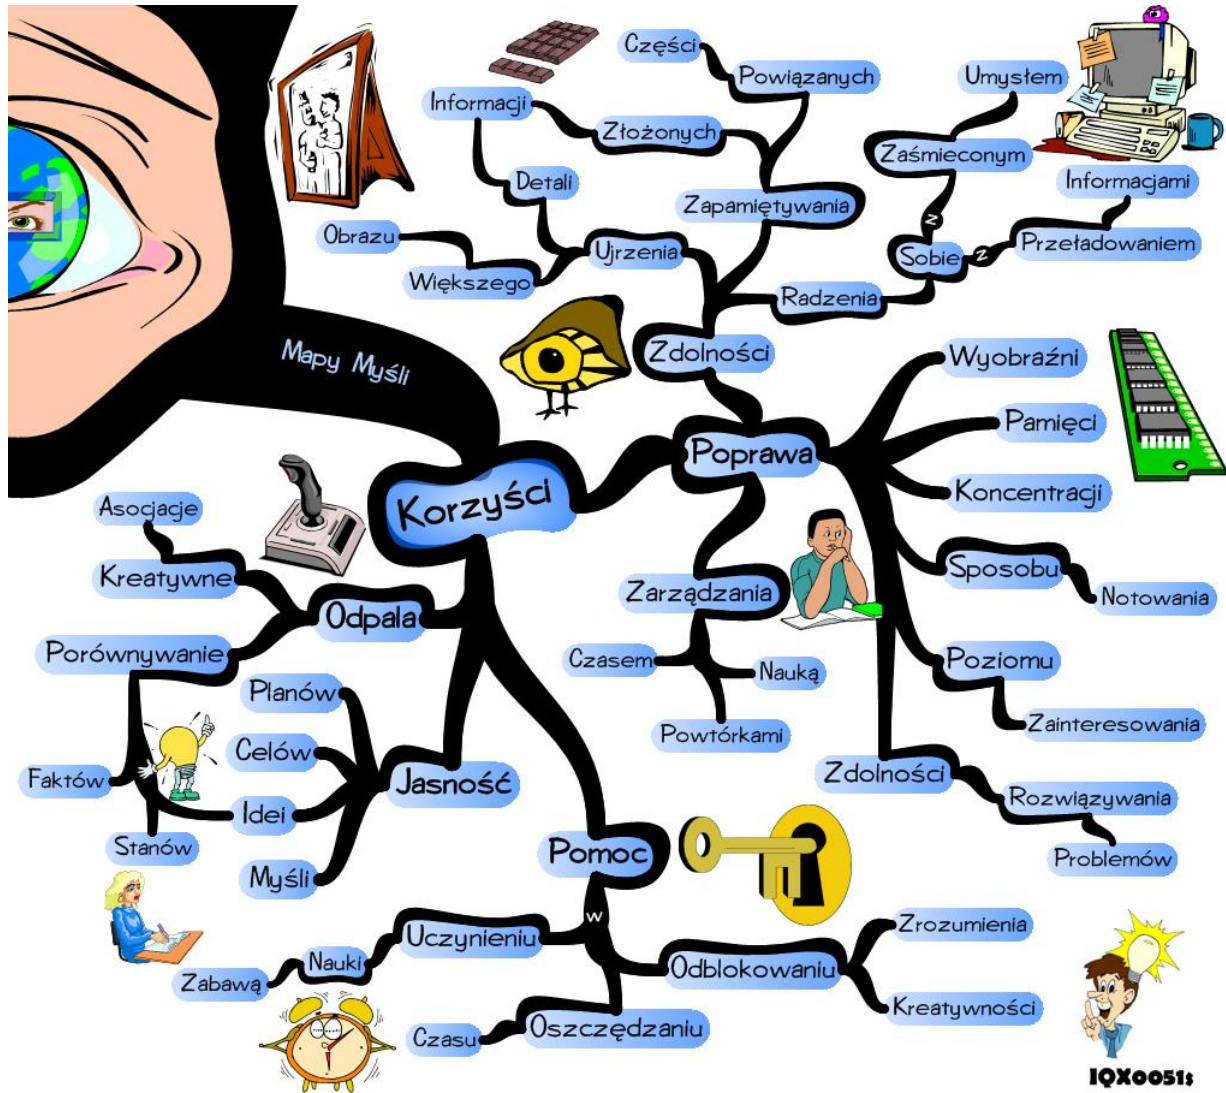 Mapy Myśli
Korzyści
Poprawa
Zdolności
Ujrzenia
Większego
Obrazu
Detali
Informacji
Złożonych
Zapamiętywania
Powiązanych
Części
Radzenia
Sobie
z
Zaśmieconym
Umysłem
z
Przeładowaniem
Informacjami
Wyobraźni
Pamięci
Koncentracji
Sposobu
Notowania
Poziomu
Zainteresowania
Zdolności
Rozwiązywania
Problemów
Zarządzania
Czasem
Nauką
Powtórkami
Pomoc
w
Odblokowaniu
Zrozumienia
Kreatywności
Oszczędzaniu
Czasu
Uczynieniu
Nauki
Zabawą
Jasność
Planów
Celów
Idei
Myśli
Odpala
Kreatywne
Asocjacje
Porównywanie
Faktów
Stanów
IQX0051s